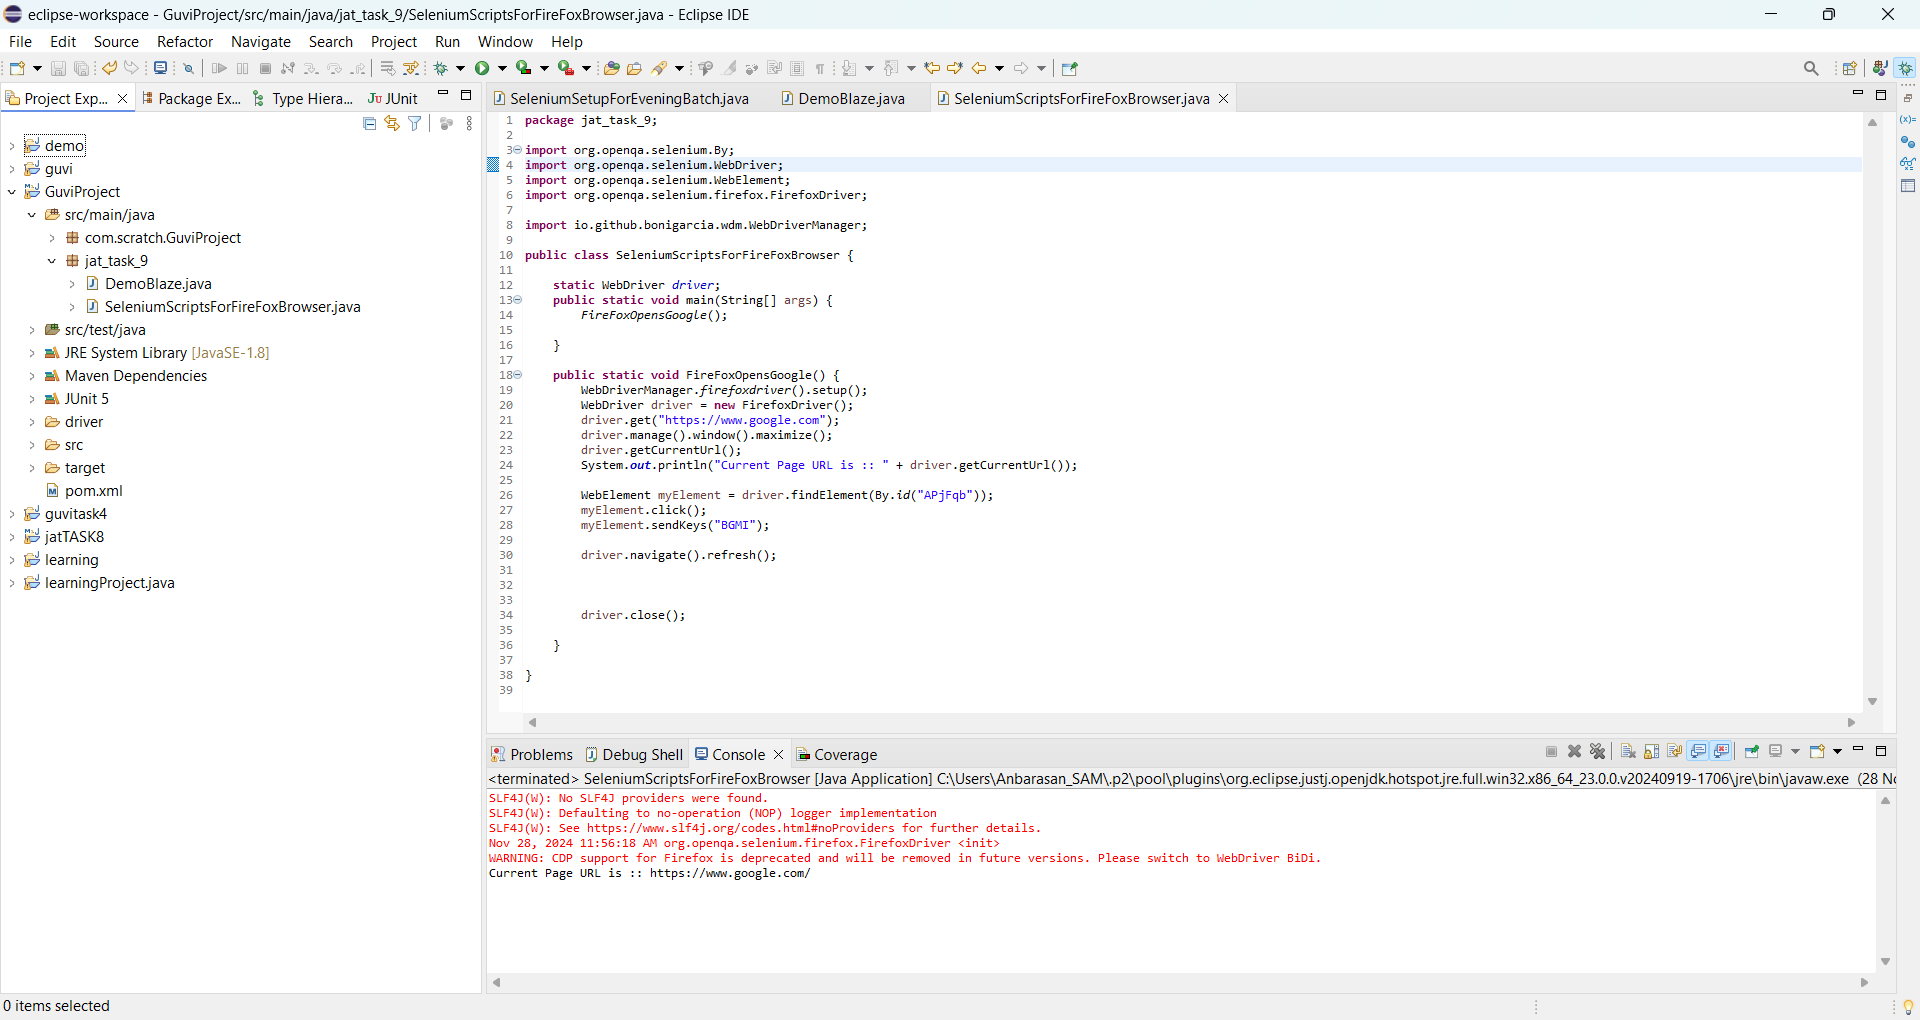 eclipse-workspace - GuviProject/src/main/java/jat_task_9/SeleniumScriptsForFireFoxBrowser.java - Eclipse IDE
File Edit Source Refactor Navigate Search Project Run Window Help
Project Exp... Package Ex... Type Hiera... JUnit
demo
guvi
GuviProject
src/main/java
com.scratch.GuviProject
jat_task_9
DemoBlaze.java
SeleniumScriptsForFireFoxBrowser.java
src/test/java
JRE System Library [JavaSE-1.8]
Maven Dependencies
JUnit 5
driver
src
target
pom.xml
guvitask4
jatTASK8
learning
learningProject.java
SeleniumSetupForEveningBatch.java DemoBlaze.java SeleniumScriptsForFireFoxBrowser.java
1 package jat_task_9;
2
3 import org.openqa.selenium.By;
4 import org.openqa.selenium.WebDriver;
5 import org.openqa.selenium.WebElement;
6 import org.openqa.selenium.firefox.FirefoxDriver;
7
8 import io.github.bonigarcia.wdm.WebDriverManager;
9
10 public class SeleniumScriptsForFireFoxBrowser {
11
12 static WebDriver driver;
13 public static void main(String[] args) {
14 FireFoxOpensGoogle();
15
16 }
17
18 public static void FireFoxOpensGoogle() {
19 WebDriverManager.firefoxdriver().setup();
20 WebDriver driver = new FirefoxDriver();
21 driver.get("https://www.google.com");
22 driver.manage().window().maximize();
23 driver.getCurrentUrl();
24 System.out.println("Current Page URL is :: " + driver.getCurrentUrl());
25
26 WebElement myElement = driver.findElement(By.id("APjFqb"));
27 myElement.click();
28 myElement.sendKeys("BGMI");
29
30 driver.navigate().refresh();
31
32
33
34 driver.close();
35
36 }
37
38 }
39
Problems Debug Shell Console Coverage
<terminated> SeleniumScriptsForFireFoxBrowser [Java Application] C:\Users\Anbarasan_SAM\.p2\pool\plugins\org.eclipse.justj.openjdk.hotspot.jre.full.win32.x86_64_23.0.0.v20240919-1706\jre\bin\javaw.exe (28 No
SLF4J(W): No SLF4J providers were found.
SLF4J(W): Defaulting to no-operation (NOP) logger implementation
SLF4J(W): See https://www.slf4j.org/codes.html#noProviders for further details.
Nov 28, 2024 11:56:18 AM org.openqa.selenium.firefox.FirefoxDriver <init>
WARNING: CDP support for Firefox is deprecated and will be removed in future versions. Please switch to WebDriver BiDi.
Current Page URL is :: https://www.google.com/
0 items selected